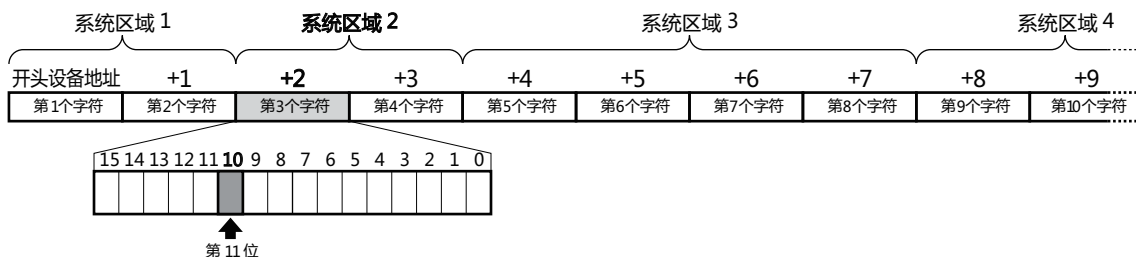 系统区域 1 系统区域 2 系统区域 3 系统区域 4
开头设备地址 +1 +2 +3 +4 +5 +6 +7 +8 +9
第1个字符 第2个字符 第3个字符 第4个字符 第5个字符 第6个字符 第7个字符 第8个字符 第9个字符 第10个字符
15 14 13 12 11 10 9 8 7 6 5 4 3 2 1 0
第 11 位